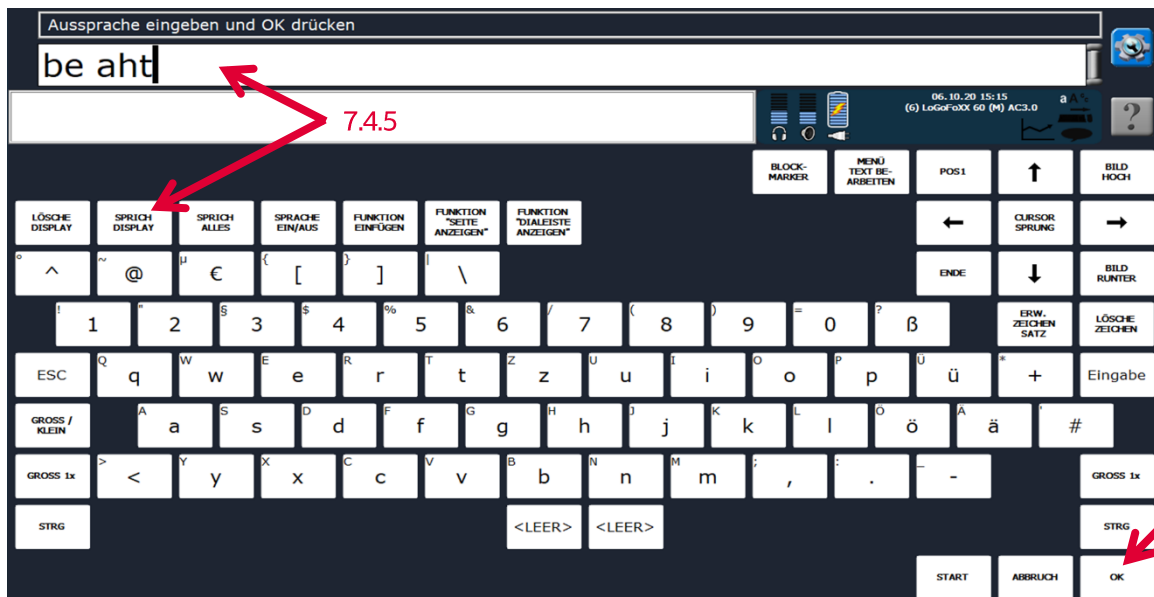 Aussprache eingeben und OK drücken
be aht
7.4.5
06.10.20 15:15
(6) LoGoFoXX 60 (M) AC3.0
a A
?
BLOCK-
MARKER
MENÜ
TEXT BE-
ARBEITEN
POS1
↑
BILD
HOCH
LÖSCHE
DISPLAY
SPRICH
DISPLAY
SPRICH
ALLES
SPRACHE
EIN/AUS
FUNKTION
EINFÜGEN
FUNKTION
"SEITE
ANZEIGEN"
FUNKTION
"DIALEISTE
ANZEIGEN"
←
CURSOR
SPRUNG
→
° ^
~ @
µ €
{ [
} ]
| \
ENDE
↓
BILD
RUNTER
! 1
" 2
§ 3
$ 4
% 5
& 6
/ 7
( 8
) 9
= 0
? ß
ERW.
ZEICHEN
SATZ
LÖSCHE
ZEICHEN
ESC
Q q
W w
E e
R r
T t
Z z
U u
I i
O o
P p
Ü ü
* +
Eingabe
GROSS /
KLEIN
A a
S s
D d
F f
G g
H h
J j
K k
L l
Ö ö
Ä ä
' #
GROSS 1x
> <
Y y
X x
C c
V v
B b
N n
M m
; ,
: .
_ -
GROSS 1x
STRG
<LEER>
<LEER>
STRG
START
ABBRUCH
OK